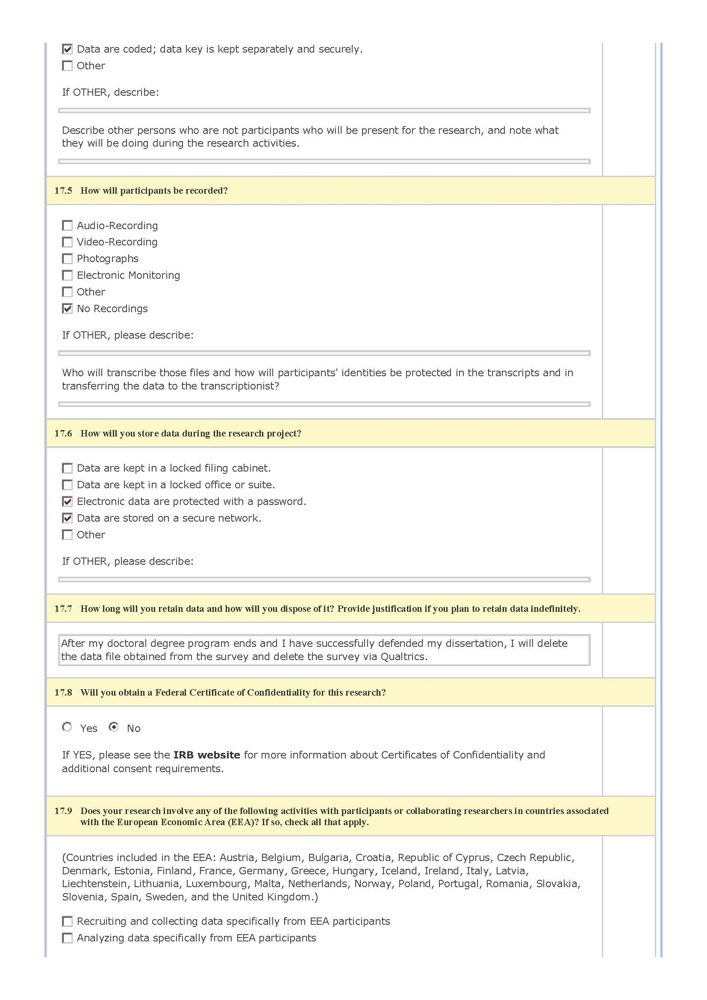 Data are coded; data key is kept separately and securely.
Other
If OTHER, describe:
Describe other persons who are not participants who will be present for the research, and note what
they will be doing during the research activities.
17.5 How will participants be recorded?
Audio-Recording
Video-Recording
Photographs
Electronic Monitoring
Other
No Recordings
If OTHER, please describe:
Who will transcribe those files and how will participants' identities be protected in the transcripts and in
transferring the data to the transcriptionist?
17.6 How will you store data during the research project?
Data are kept in a locked filing cabinet.
Data are kept in a locked office or suite.
Electronic data are protected with a password.
Data are stored on a secure network.
Other
If OTHER, please describe:
17.7 How long will you retain data and how will you dispose of it? Provide justification if you plan to retain data indefinitely.
After my doctoral degree program ends and I have successfully defended my dissertation, I will delete
the data file obtained from the survey and delete the survey via Qualtrics.
17.8 Will you obtain a Federal Certificate of Confidentiality for this research?
Yes No
If YES, please see the IRB website for more information about Certificates of Confidentiality and
additional consent requirements.
17.9 Does your research involve any of the following activities with participants or collaborating researchers in countries associated
with the European Economic Area (EEA)? If so, check all that apply.
(Countries included in the EEA: Austria, Belgium, Bulgaria, Croatia, Republic of Cyprus, Czech Republic,
Denmark, Estonia, Finland, France, Germany, Greece, Hungary, Iceland, Ireland, Italy, Latvia,
Liechtenstein, Lithuania, Luxembourg, Malta, Netherlands, Norway, Poland, Portugal, Romania, Slovakia,
Slovenia, Spain, Sweden, and the United Kingdom.)
Recruiting and collecting data specifically from EEA participants
Analyzing data specifically from EEA participants